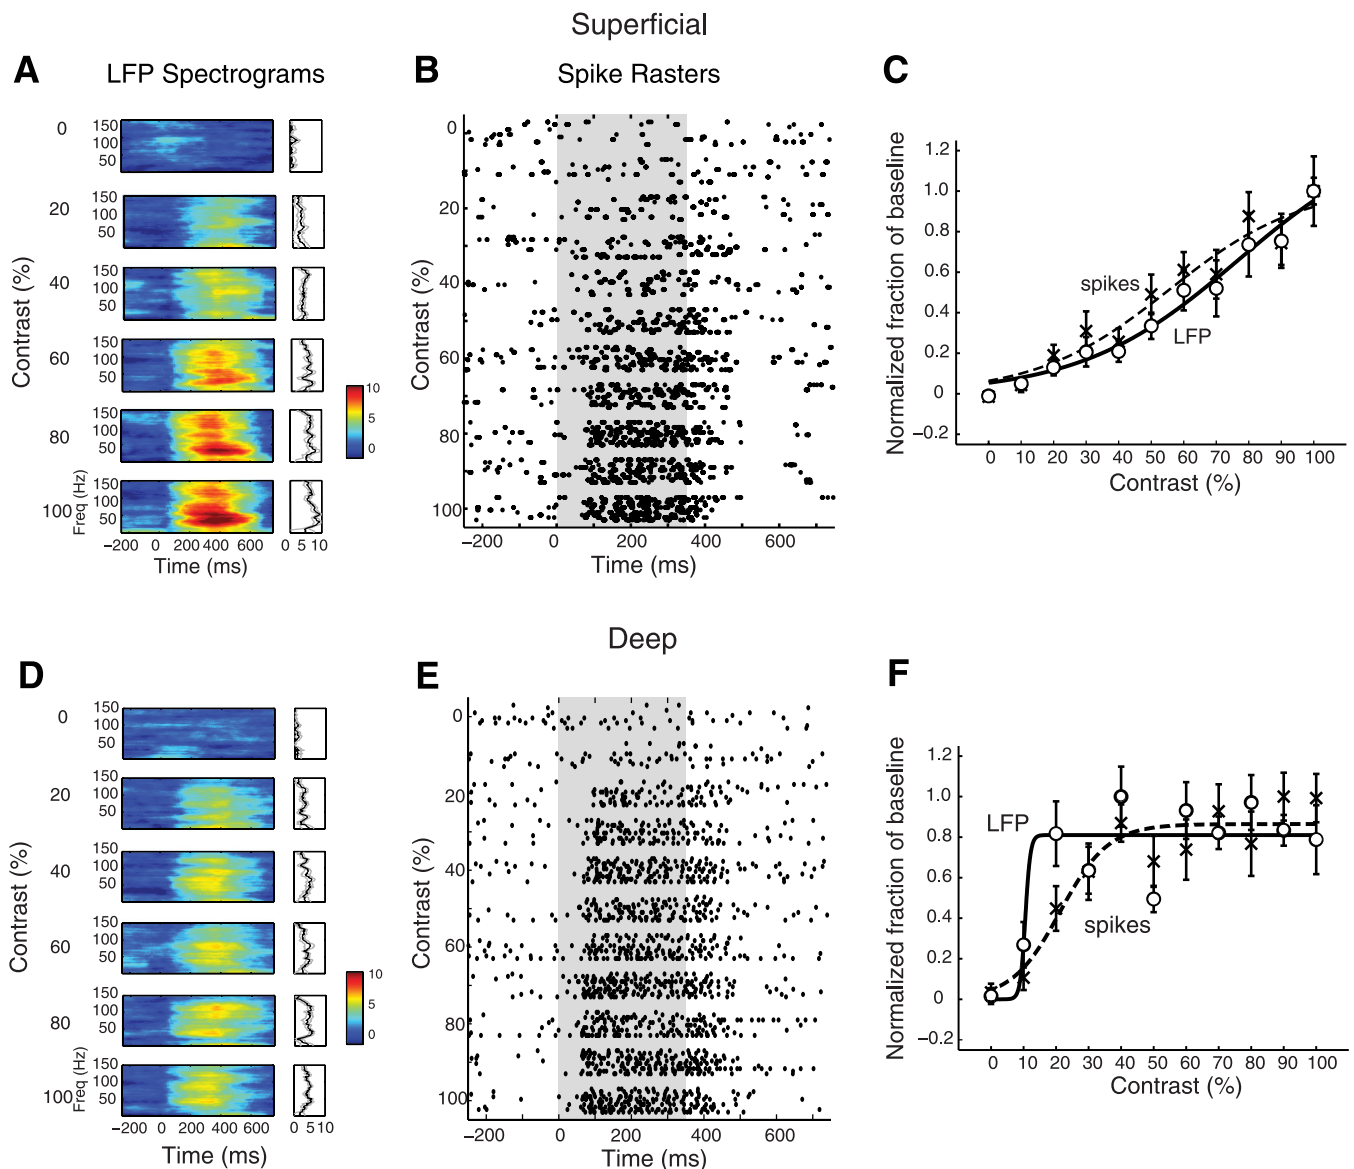 Superficial
A
LFP Spectrograms
B
Spike Rasters
C
Contrast (%)
0
150
100
50
20
150
100
50
40
150
100
50
60
150
100
50
80
150
100
50
100
Freq (Hz)
150
100
50
−200 0 200 400 600
Time (ms)
0 5 10
10
5
0
Contrast (%)
0
20
40
60
80
100
−200 0 200 400 600
Time (ms)
Normalized fraction of baseline
1.2
1.0
0.8
0.6
0.4
0.2
0
−0.2
spikes
LFP
0 10 20 30 40 50 60 70 80 90 100
Contrast (%)
Deep
D
E
F
Contrast (%)
0
150
100
50
20
150
100
50
40
150
100
50
60
150
100
50
80
150
100
50
100
Freq (Hz)
150
100
50
−200 0 200 400 600
Time (ms)
0 5 10
10
5
0
Contrast (%)
0
20
40
60
80
100
−200 0 200 400 600
Time (ms)
Normalized fraction of baseline
1.2
1.0
0.8
0.6
0.4
0.2
0
−0.2
LFP
spikes
0 10 20 30 40 50 60 70 80 90 100
Contrast (%)